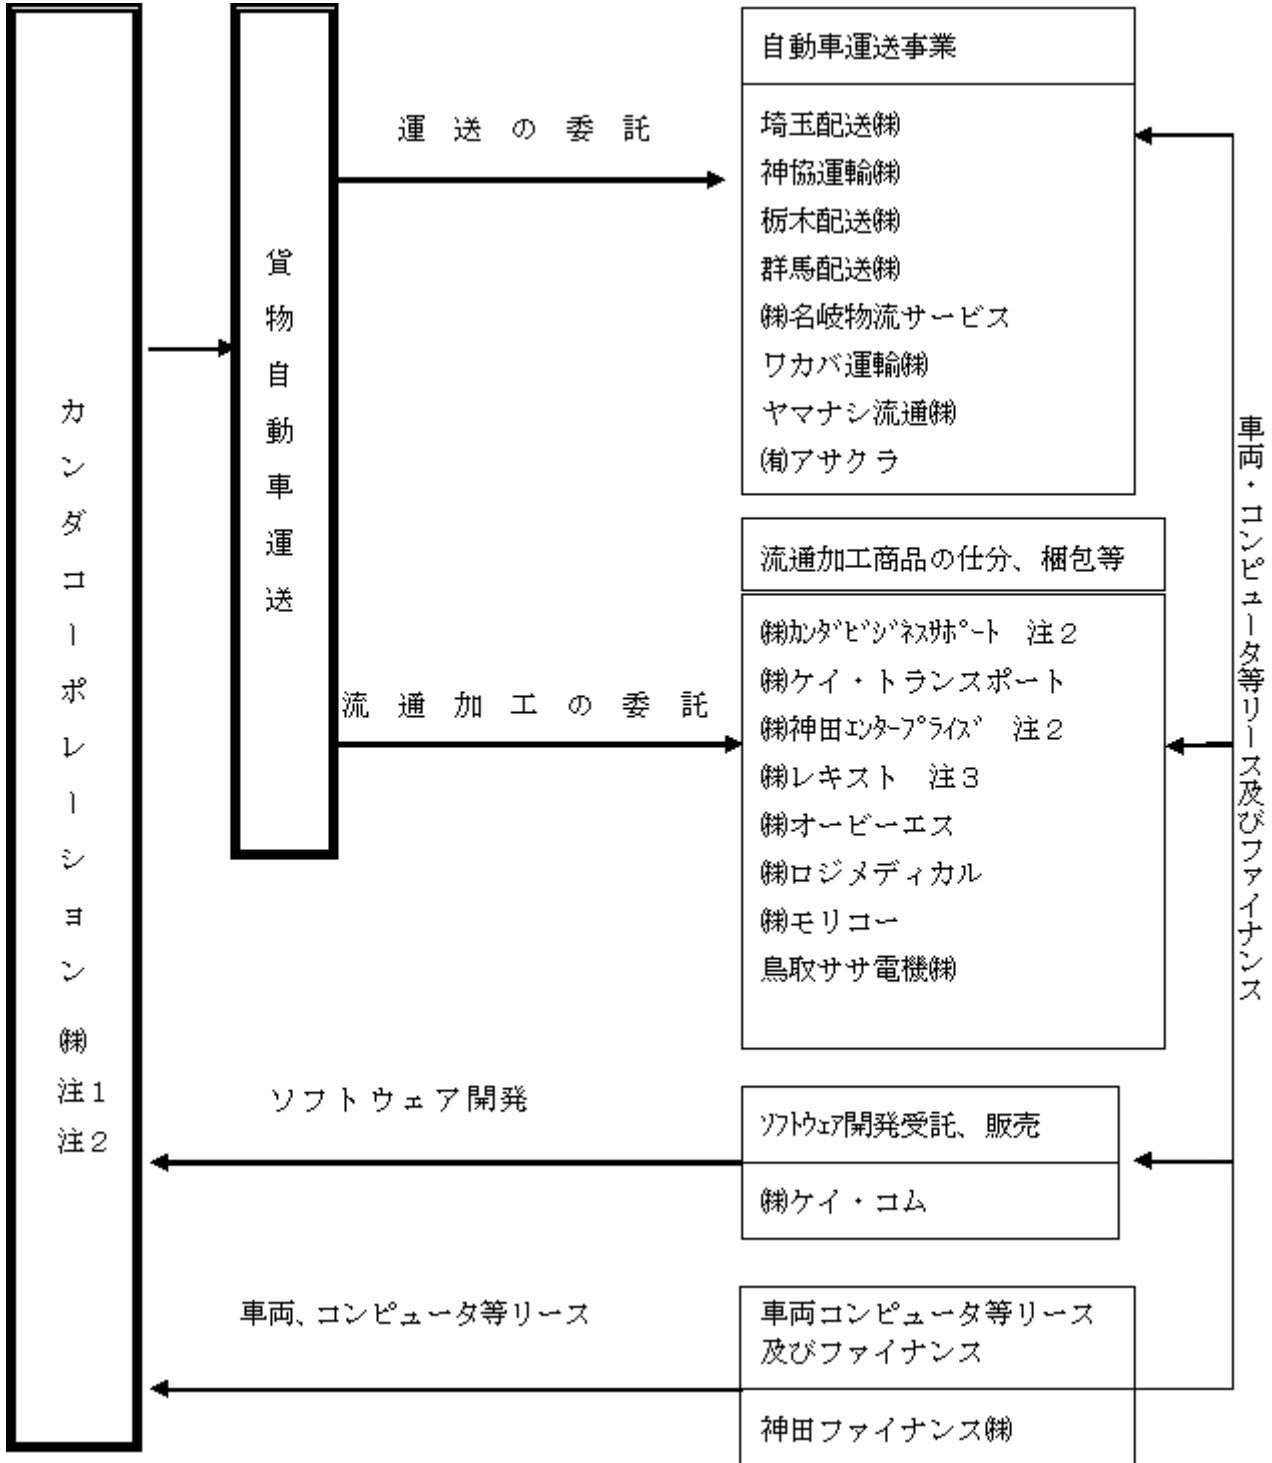 カンダコーポレーション㈱
注１
注２
貨物自動車運送
運送の委託
自動車運送事業
埼玉配送㈱
神協運輸㈱
栃木配送㈱
群馬配送㈱
㈱名岐物流サービス
ワカバ運輸㈱
ヤマナシ流通㈱
㈲アサクラ
流通加工の委託
流通加工商品の仕分、梱包等
㈱ｶﾝﾀﾞﾋﾞｼﾞﾈｽｻﾎﾟｰﾄ　注２
㈱ケイ・トランスポート
㈱神田ｴﾝﾀｰﾌﾟﾗｲｽﾞ　注２
㈱レキスト　注３
㈱オービーエス
㈱ロジメディカル
㈱モリコー
鳥取ササ電機㈱
ソフトウェア開発
ｿﾌﾄｳｪｱ開発受託、販売
㈱ケイ・コム
車両、コンピュータ等リース
車両コンピュータ等リース
及びファイナンス
神田ファイナンス㈱
車両・コンピュータ等リース及びファイナンス